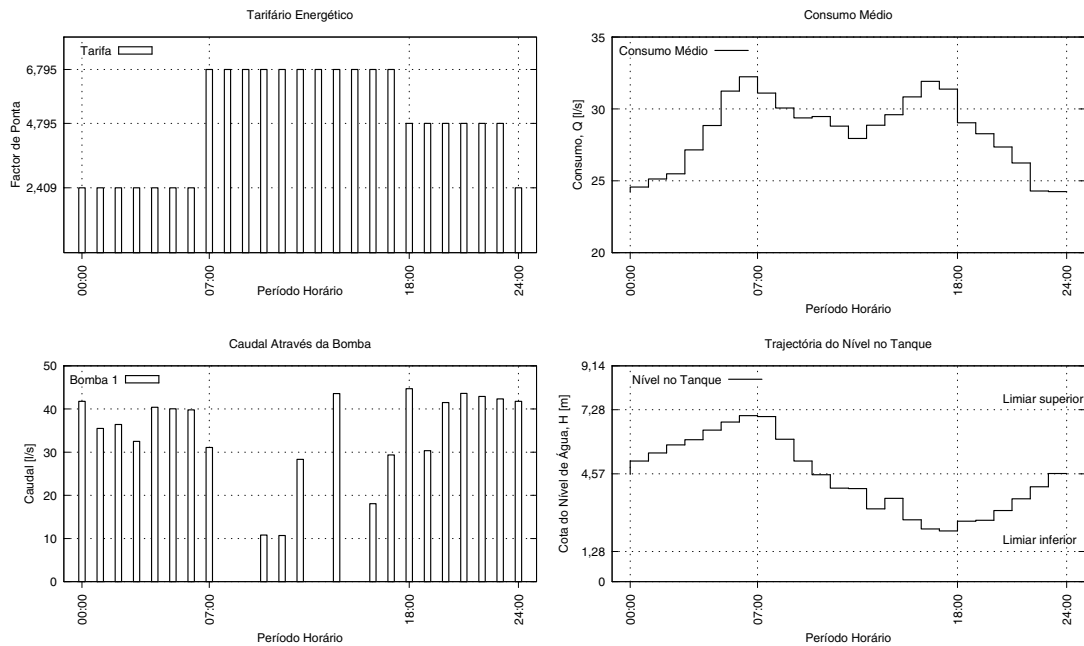 Tarifário Energético
Tarifa
6,795
4,795
2,409
Factor de Ponta
00:00
07:00
18:00
24:00
Período Horário
Consumo Médio
Consumo Médio
35
30
25
20
Consumo, Q [l/s]
00:00
07:00
18:00
24:00
Período Horário
Caudal Através da Bomba
Bomba 1
50
40
30
20
10
0
Caudal [l/s]
00:00
07:00
18:00
24:00
Período Horário
Trajectória do Nível no Tanque
Nível no Tanque
9,14
7,28
4,57
1,28
0
Limiar superior
Limiar inferior
Cota do Nível de Água, H [m]
00:00
07:00
18:00
24:00
Período Horário